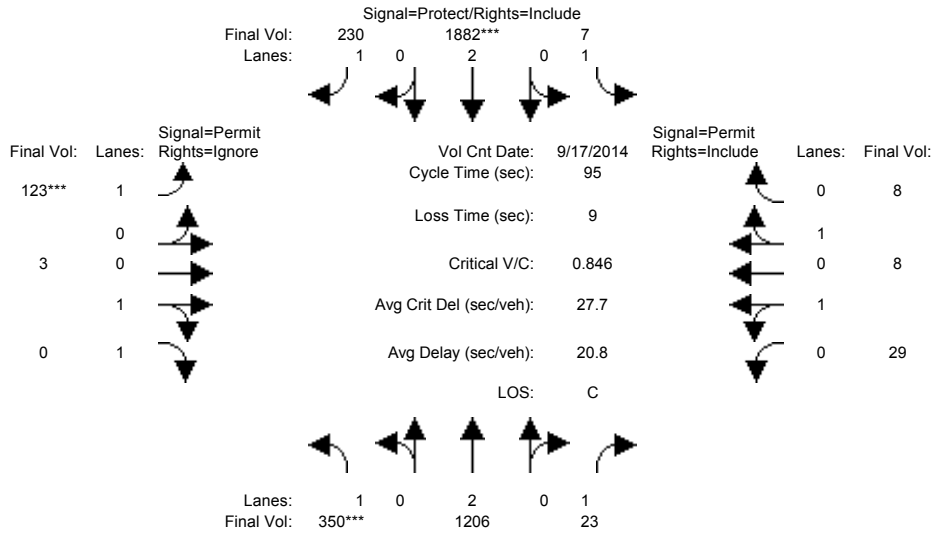 Signal=Protect/Rights=Include
Final Vol: 230 1882*** 7
Lanes: 1 0 2 0 1
Signal=Permit Signal=Permit
Final Vol: Lanes: Rights=Ignore Vol Cnt Date: 9/17/2014 Rights=Include Lanes: Final Vol:
Cycle Time (sec): 95
123*** 1 0 8
Loss Time (sec): 9
0 1
3 0 Critical V/C: 0.846 0 8
1 Avg Crit Del (sec/veh): 27.7 1
0 1 Avg Delay (sec/veh): 20.8 0 29
LOS: C
Lanes: 1 0 2 0 1
Final Vol: 350*** 1206 23